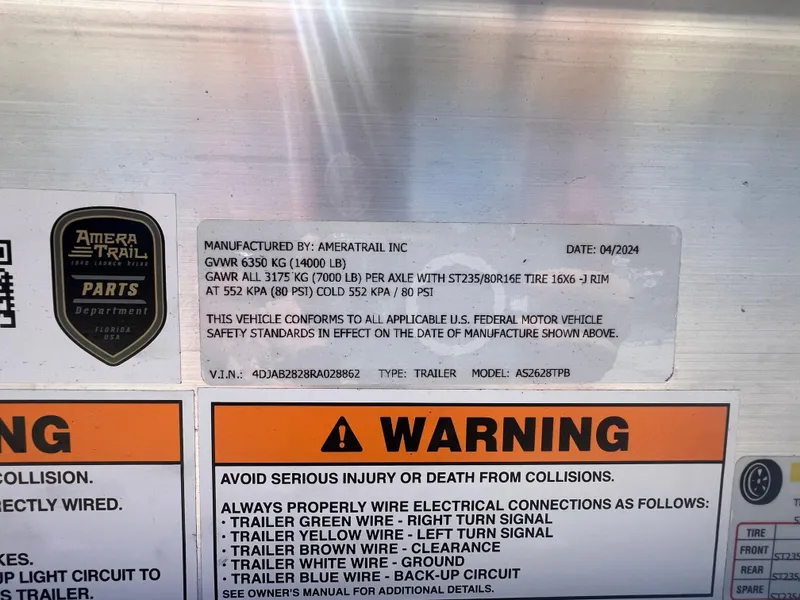 AMERA
TRAIL
PARTS
Department
FLORIDA
USA
MANUFACTURED BY: AMERATRAIL INC DATE: 04/2024
GVWR 6350 KG (14000 LB)
GAWR ALL 3175 KG (7000 LB) PER AXLE WITH ST235/80R16E TIRE 16X6 -J RIM
AT 552 KPA (80 PSI) COLD 552 KPA / 80 PSI
THIS VEHICLE CONFORMS TO ALL APPLICABLE U.S. FEDERAL MOTOR VEHICLE
SAFETY STANDARDS IN EFFECT ON THE DATE OF MANUFACTURE SHOWN ABOVE.
V.I.N.: 4DJAB2828RA028862 TYPE: TRAILER MODEL: AS2628TPB
NG
COLLISION.
RECTLY WIRED.
KES.
UP LIGHT CIRCUIT TO
S TRAILER.
WARNING
AVOID SERIOUS INJURY OR DEATH FROM COLLISIONS.
ALWAYS PROPERLY WIRE ELECTRICAL CONNECTIONS AS FOLLOWS:
· TRAILER GREEN WIRE - RIGHT TURN SIGNAL
· TRAILER YELLOW WIRE - LEFT TURN SIGNAL
· TRAILER BROWN WIRE - CLEARANCE
· TRAILER WHITE WIRE - GROUND
· TRAILER BLUE WIRE - BACK-UP CIRCUIT
SEE OWNER'S MANUAL FOR ADDITIONAL DETAILS.
TIRE
FRONT ST235
REAR ST235
SPARE ST235